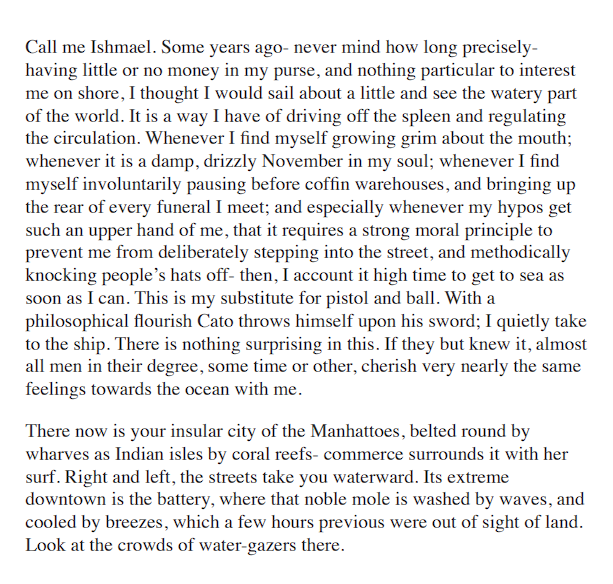 Call me Ishmael. Some years ago- never mind how long precisely-
having little or no money in my purse, and nothing particular to interest
me on shore, I thought I would sail about a little and see the watery part
of the world. It is a way I have of driving off the spleen and regulating
the circulation. Whenever I find myself growing grim about the mouth;
whenever it is a damp, drizzly November in my soul; whenever I find
myself involuntarily pausing before coffin warehouses, and bringing up
the rear of every funeral I meet; and especially whenever my hypos get
such an upper hand of me, that it requires a strong moral principle to
prevent me from deliberately stepping into the street, and methodically
knocking people’s hats off- then, I account it high time to get to sea as
soon as I can. This is my substitute for pistol and ball. With a
philosophical flourish Cato throws himself upon his sword; I quietly take
to the ship. There is nothing surprising in this. If they but knew it, almost
all men in their degree, some time or other, cherish very nearly the same
feelings towards the ocean with me.

There now is your insular city of the Manhattoes, belted round by
wharves as Indian isles by coral reefs- commerce surrounds it with her
surf. Right and left, the streets take you waterward. Its extreme
downtown is the battery, where that noble mole is washed by waves, and
cooled by breezes, which a few hours previous were out of sight of land.
Look at the crowds of water-gazers there.